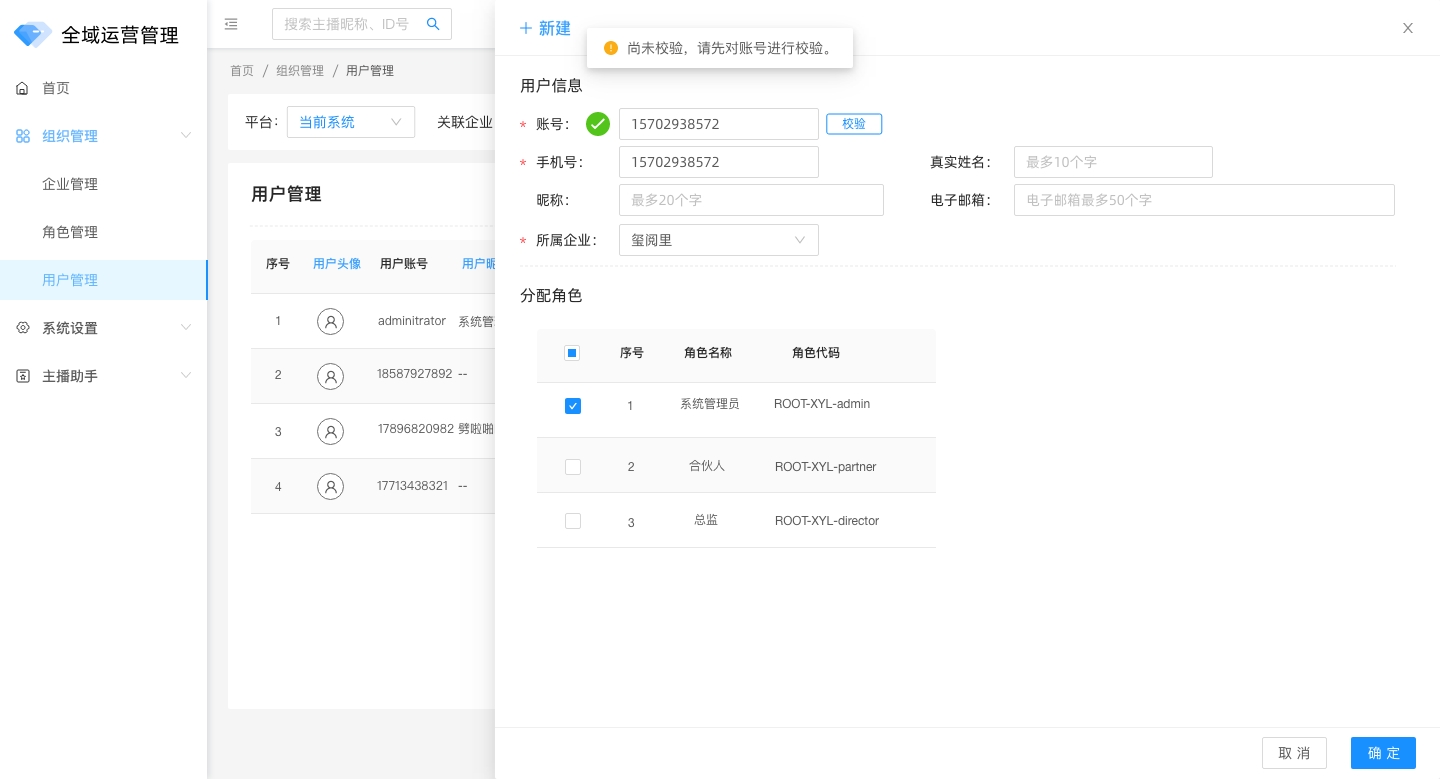 全域运营管理
首页
组织管理
企业管理
角色管理
用户管理
系统设置
主播助手
搜索主播昵称、ID号
首页 / 组织管理 / 用户管理
平台: 当前系统 关联企业
用户管理
序号 用户头像 用户账号 用户昵
1 adminitrator 系统管
2 18587927892 --
3 17896820982 劈啦啪
4 17713438321 --
+ 新建
尚未校验，请先对账号进行校验。
X
用户信息
* 账号: 15702938572 校验
* 手机号: 15702938572 真实姓名: 最多10个字
昵称: 最多20个字 电子邮箱: 电子邮箱最多50个字
* 所属企业: 玺阅里
分配角色
序号 角色名称 角色代码
1 系统管理员 ROOT-XYL-admin
2 合伙人 ROOT-XYL-partner
3 总监 ROOT-XYL-director
取 消 确 定